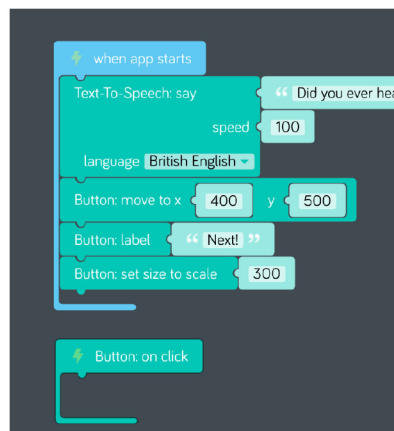 when app starts
Text-To-Speech: say “ Did you ever hea
speed 100
language British English
Button: move to x 400 y 500
Button: label “ Next! ”
Button: set size to scale 300
Button: on click